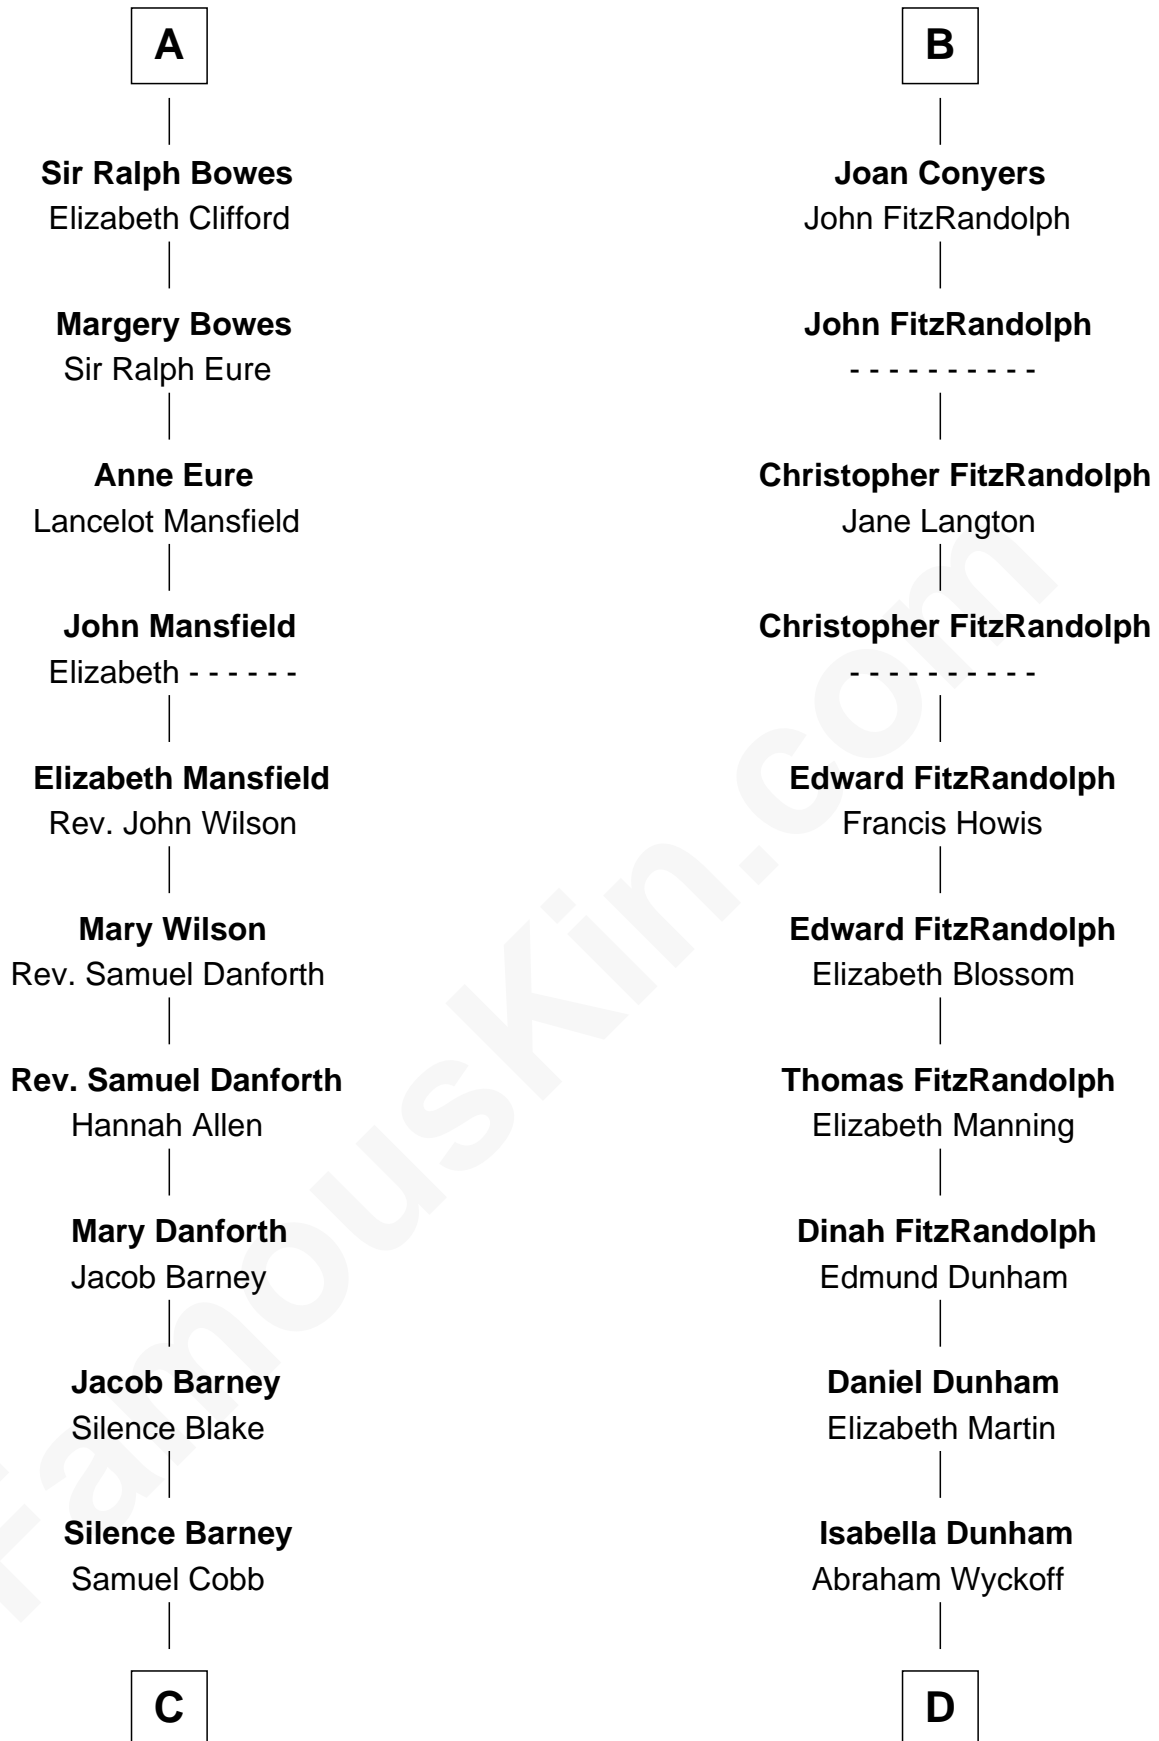 A
Sir Ralph Bowes
Elizabeth Clifford
Margery Bowes
Sir Ralph Eure
Anne Eure
Lancelot Mansfield
John Mansfield
Elizabeth - - - - - -
Elizabeth Mansfield
Rev. John Wilson
Mary Wilson
Rev. Samuel Danforth
Rev. Samuel Danforth
Hannah Allen
Mary Danforth
Jacob Barney
Jacob Barney
Silence Blake
Silence Barney
Samuel Cobb
C
B
Joan Conyers
John FitzRandolph
John FitzRandolph
- - - - - - - - - -
Christopher FitzRandolph
Jane Langton
Christopher FitzRandolph
- - - - - - - - - -
Edward FitzRandolph
Francis Howis
Edward FitzRandolph
Elizabeth Blossom
Thomas FitzRandolph
Elizabeth Manning
Dinah FitzRandolph
Edmund Dunham
Daniel Dunham
Elizabeth Martin
Isabella Dunham
Abraham Wyckoff
D
FamousKin.com